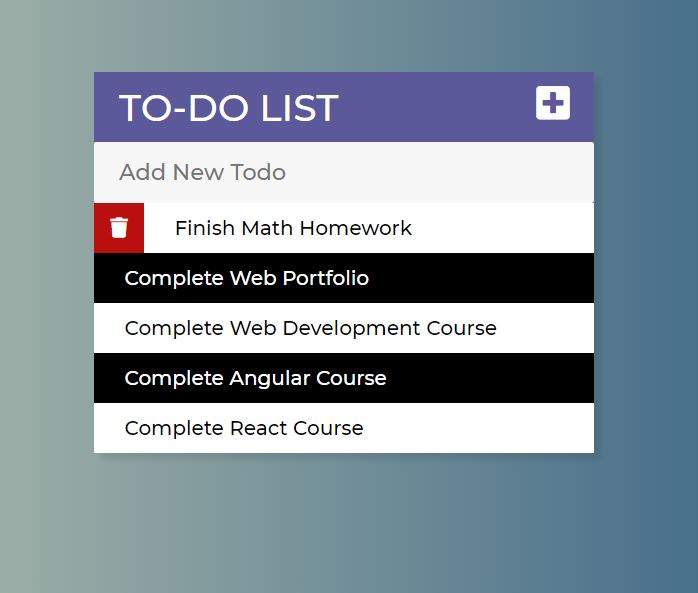 TO-DO LIST
Add New Todo
Finish Math Homework
Complete Web Portfolio
Complete Web Development Course
Complete Angular Course
Complete React Course